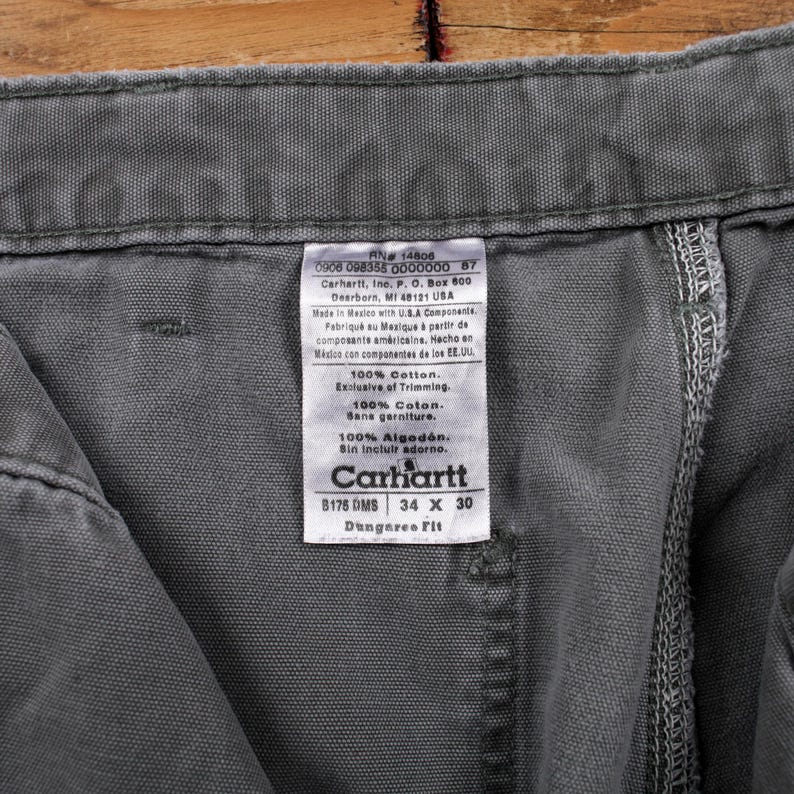 RN# 14806
0906 098355 0000000 87
Carhartt, Inc. P. O. Box 600
Dearborn, MI 48121 USA
Made in Mexico with U.S.A Components.
Fabriqué au Mexique à partir de
composants américains. Hecho en
México con componentes de los EE.UU.
100% Cotton.
Exclusive of Trimming.
100% Coton.
Sans garniture.
100% Algodón.
Sin incluir adorno.
Carhartt
B175 DMS 34 X 30
Dungaree Fit